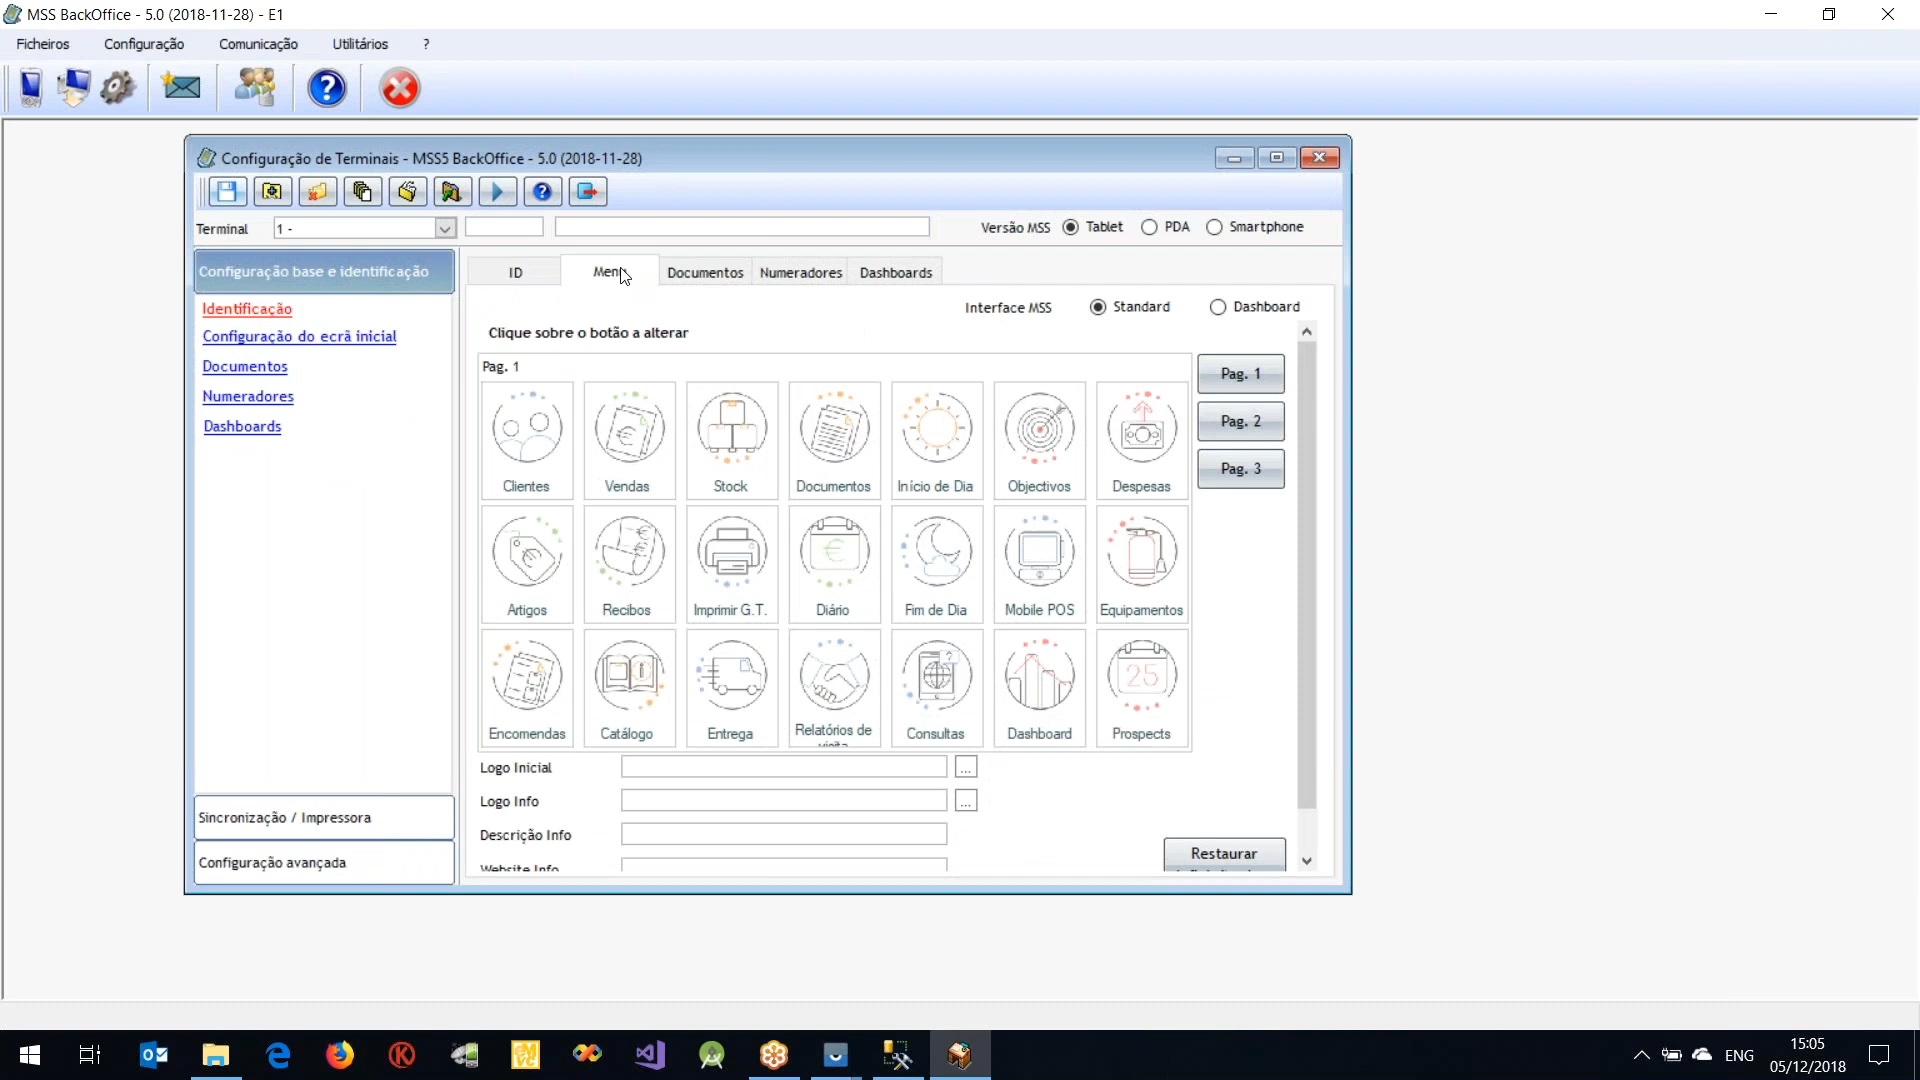 MSS BackOffice - 5.0 (2018-11-28) - E1
Ficheiros Configuração Comunicação Utilitários ?
Configuração de Terminais - MSS5 BackOffice - 5.0 (2018-11-28)
Terminal 1 - Versão MSS Tablet PDA Smartphone
Configuração base e identificação
Identificação
Configuração do ecrã inicial
Documentos
Numeradores
Dashboards
Sincronização / Impressora
Configuração avançada
ID Menu Documentos Numeradores Dashboards
Interface MSS Standard Dashboard
Clique sobre o botão a alterar
Pag. 1
Clientes Vendas Stock Documentos Início de Dia Objectivos Despesas
Artigos Recibos Imprimir G.T. Diário Fim de Dia Mobile POS Equipamentos
25
Encomendas Catálogo Entrega Relatórios de visita Consultas Dashboard Prospects
Pag. 1
Pag. 2
Pag. 3
Logo Inicial ...
Logo Info ...
Descrição Info
Website Info
Restaurar
ENG
15:05
05/12/2018